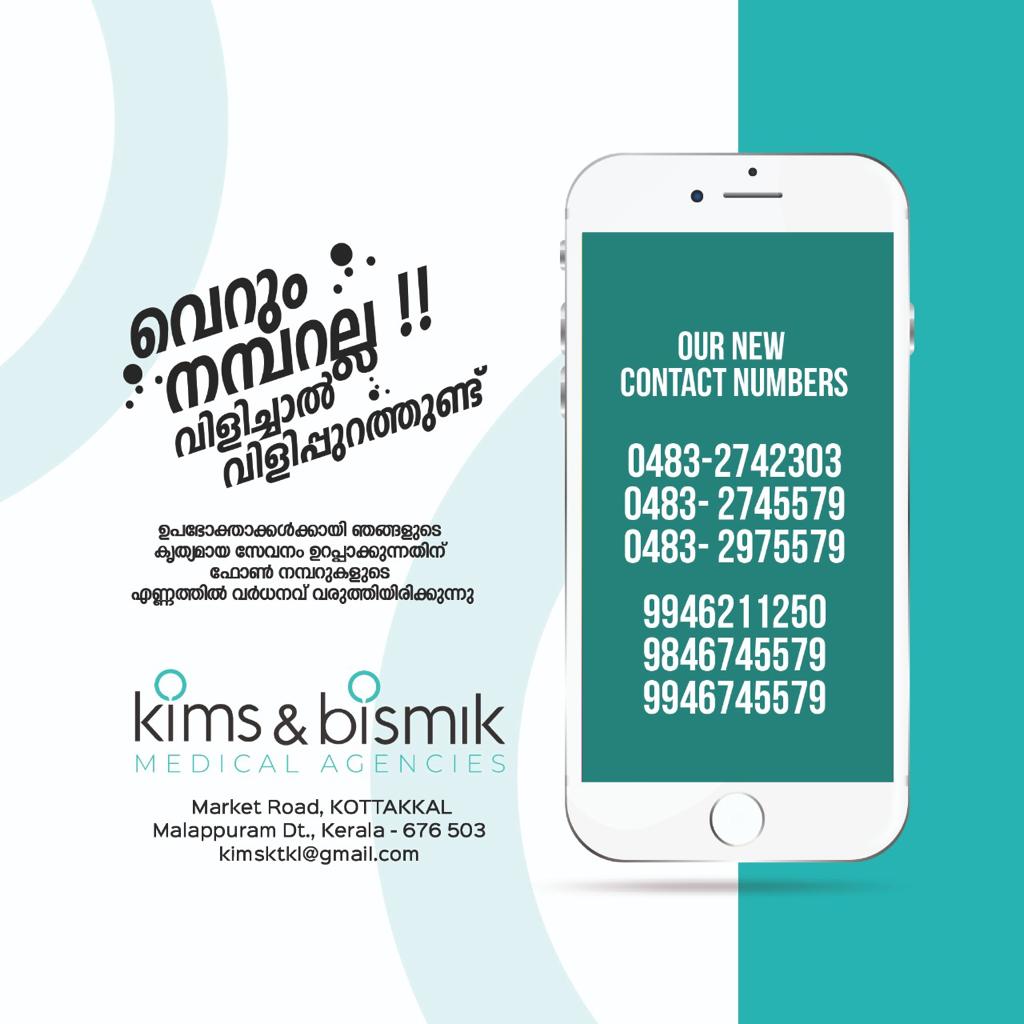 വെറും
നമ്പറല്ല !!
വിളിച്ചാൽ
വിളിപ്പുറത്തുണ്ട്
ഉപഭോക്താക്കൾക്കായി ഞങ്ങളുടെ
കൃത്യമായ സേവനം ഉറപ്പാക്കുന്നതിന്
ഫോൺ നമ്പറുകളുടെ
എണ്ണത്തിൽ വർധനവ് വരുത്തിയിരിക്കുന്നു
kims & bismik
MEDICAL AGENCIES
Market Road, KOTTAKKAL
Malappuram Dt., Kerala - 676 503
kimsktkl@gmail.com
OUR NEW
CONTACT NUMBERS
0483-2742303
0483- 2745579
0483- 2975579
9946211250
9846745579
9946745579